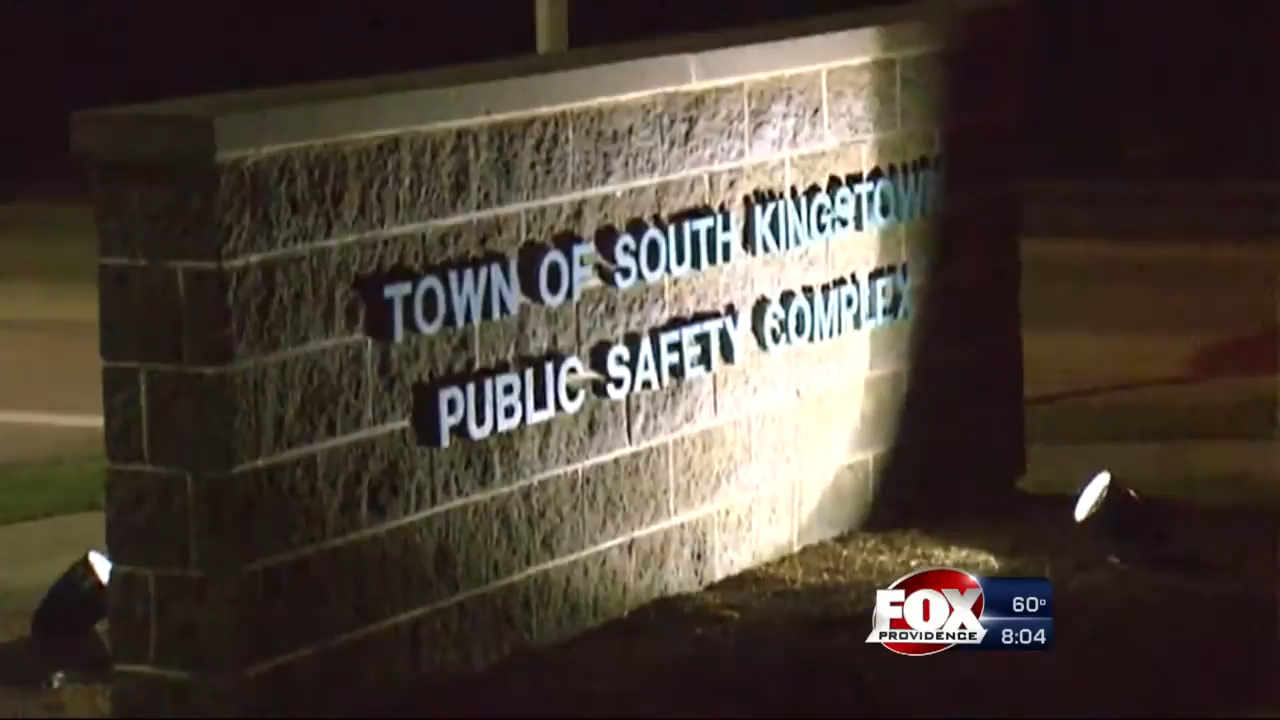 TOWN OF SOUTH KINGSTOWN
PUBLIC SAFETY COMPLEX
FOX
PROVIDENCE
60°
8:04